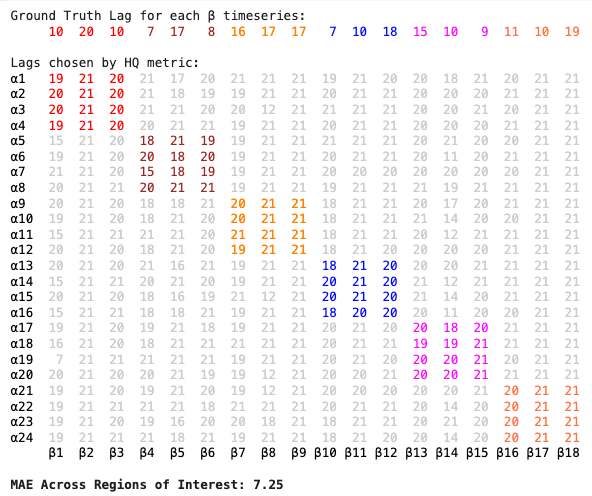 Ground Truth Lag for each β timeseries:
10 20 10 7 17 8 16 17 17 7 10 18 15 10 9 11 10 19
Lags chosen by HQ metric:
α1 19 21 20 21 17 20 21 21 21 19 21 20 20 18 21 20 21 21
α2 20 21 20 21 18 19 19 21 21 20 21 20 20 21 21 21 21 21
α3 20 21 20 21 21 20 20 12 21 21 21 20 20 20 21 21 21 21
α4 19 21 20 20 21 21 19 21 21 20 21 20 21 21 21 21 21 21
α5 15 21 20 18 21 19 19 21 21 20 21 20 20 21 20 20 21 21
α6 19 21 20 20 18 20 19 21 21 20 21 20 20 11 20 21 21 21
α7 21 21 20 15 18 19 19 21 21 20 20 20 20 20 21 21 21 21
α8 20 21 21 20 21 21 19 21 21 19 21 21 21 19 21 21 21 21
α9 20 21 20 18 18 21 20 21 21 18 21 20 20 17 20 21 21 21
α10 19 21 20 18 21 21 20 21 21 18 21 21 21 14 20 20 21 21
α11 15 21 21 21 21 20 21 21 21 18 21 20 20 12 21 21 21 21
α12 20 21 20 18 21 20 19 21 21 18 21 20 20 20 20 21 21 21
α13 20 21 20 21 16 21 19 21 21 18 21 20 20 20 21 21 21 21
α14 15 21 20 21 21 20 21 21 21 20 21 20 21 14 20 21 21 21
α15 20 21 20 18 16 19 21 12 21 20 21 20 21 14 20 21 21 21
α16 15 21 21 18 18 21 19 21 21 18 20 20 20 11 20 20 21 21
α17 19 21 20 21 18 19 21 21 21 20 21 21 20 18 20 21 21 21
α18 16 21 20 18 21 21 21 21 21 20 21 20 19 19 21 21 21 21
α19 7 21 20 21 21 21 19 12 21 20 21 20 20 20 21 20 21 21
α20 20 21 20 20 21 19 19 12 21 20 21 20 20 20 21 21 21 21
α21 19 21 20 19 21 20 19 12 21 20 20 20 20 20 21 20 21 21
α22 19 21 21 21 18 21 21 21 21 18 21 20 20 14 20 20 21 21
α23 19 21 20 19 16 20 20 18 21 18 21 20 21 20 21 20 21 21
α24 19 21 21 21 18 21 19 21 21 18 21 20 20 14 20 20 21 21
β1 β2 β3 β4 β5 β6 β7 β8 β9 β10 β11 β12 β13 β14 β15 β16 β17 β18
MAE Across Regions of Interest: 7.25